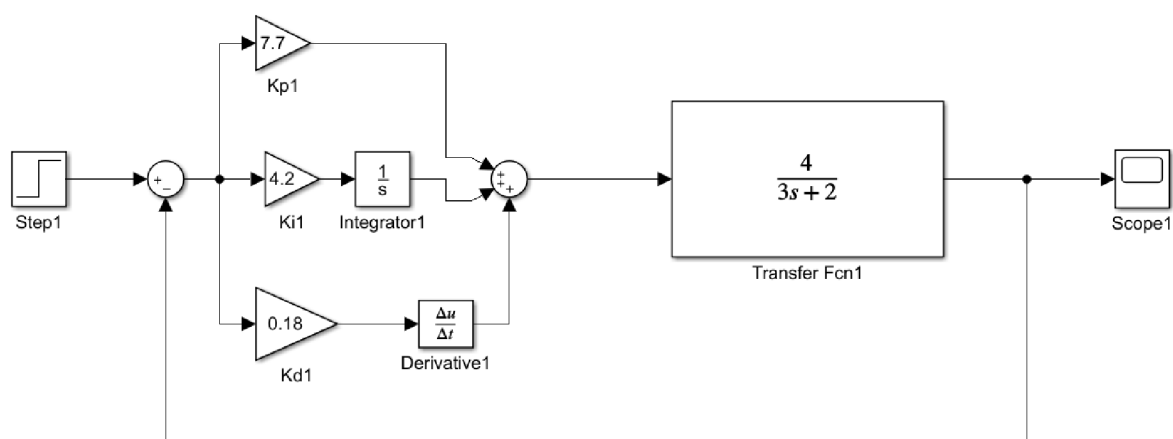 7.7
Kp1
Step1
+
−
4.2
Ki1
1
s
Integrator1
+
+
+
4
3s + 2
Transfer Fcn1
Scope1
0.18
Kd1
Δu
Δt
Derivative1